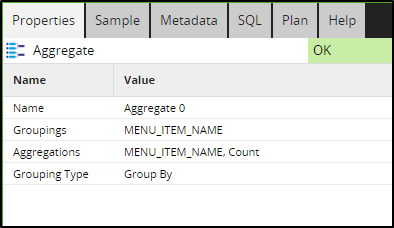 Properties Sample Metadata SQL Plan Help
Aggregate OK
Name Value
Name Aggregate 0
Groupings MENU_ITEM_NAME
Aggregations MENU_ITEM_NAME, Count
Grouping Type Group By